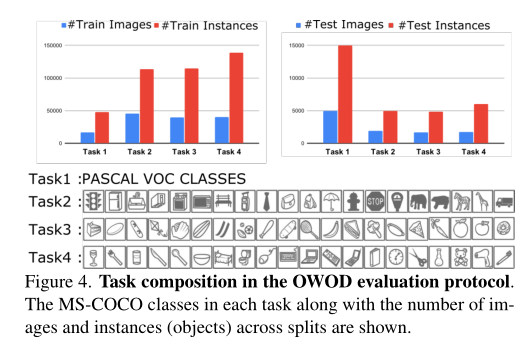 #Train Images #Train Instances
150000
100000
50000
0
Task 1 Task 2 Task 3 Task 4
#Test Images #Test Instances
15000
10000
5000
0
Task 1 Task 2 Task 3 Task 4
Task1 :PASCAL VOC CLASSES
Task2 :
STOP
Task3 :
Task4 :
Figure 4. Task composition in the OWOD evaluation protocol.
The MS-COCO classes in each task along with the number of im-
ages and instances (objects) across splits are shown.